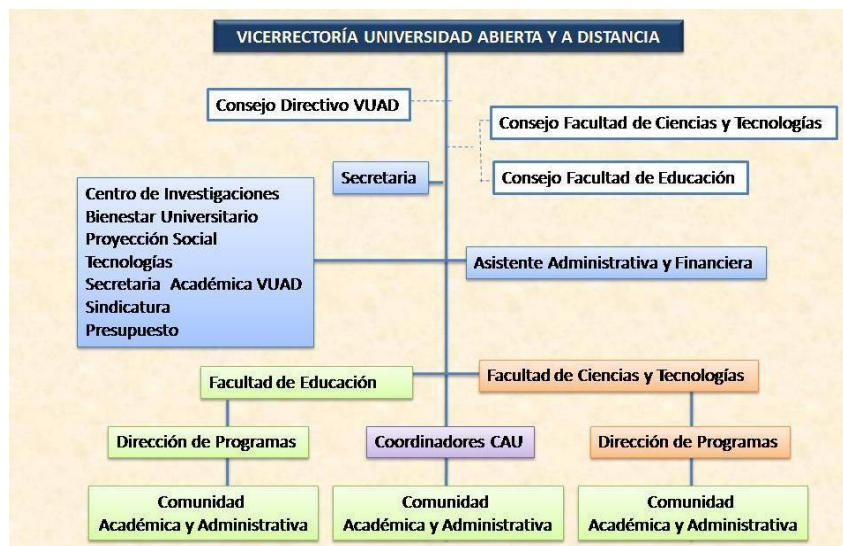 VICERRECTORÍA UNIVERSIDAD ABIERTA Y A DISTANCIA
Consejo Directivo VUAD
Consejo Facultad de Ciencias y Tecnologías
Consejo Facultad de Educación
Secretaria
Centro de Investigaciones
Bienestar Universitario
Proyección Social
Tecnologías
Secretaria Académica VUAD
Sindicatura
Presupuesto
Asistente Administrativa y Financiera
Facultad de Educación
Facultad de Ciencias y Tecnologías
Dirección de Programas
Coordinadores CAU
Dirección de Programas
Comunidad
Académica y Administrativa
Comunidad
Académica y Administrativa
Comunidad
Académica y Administrativa